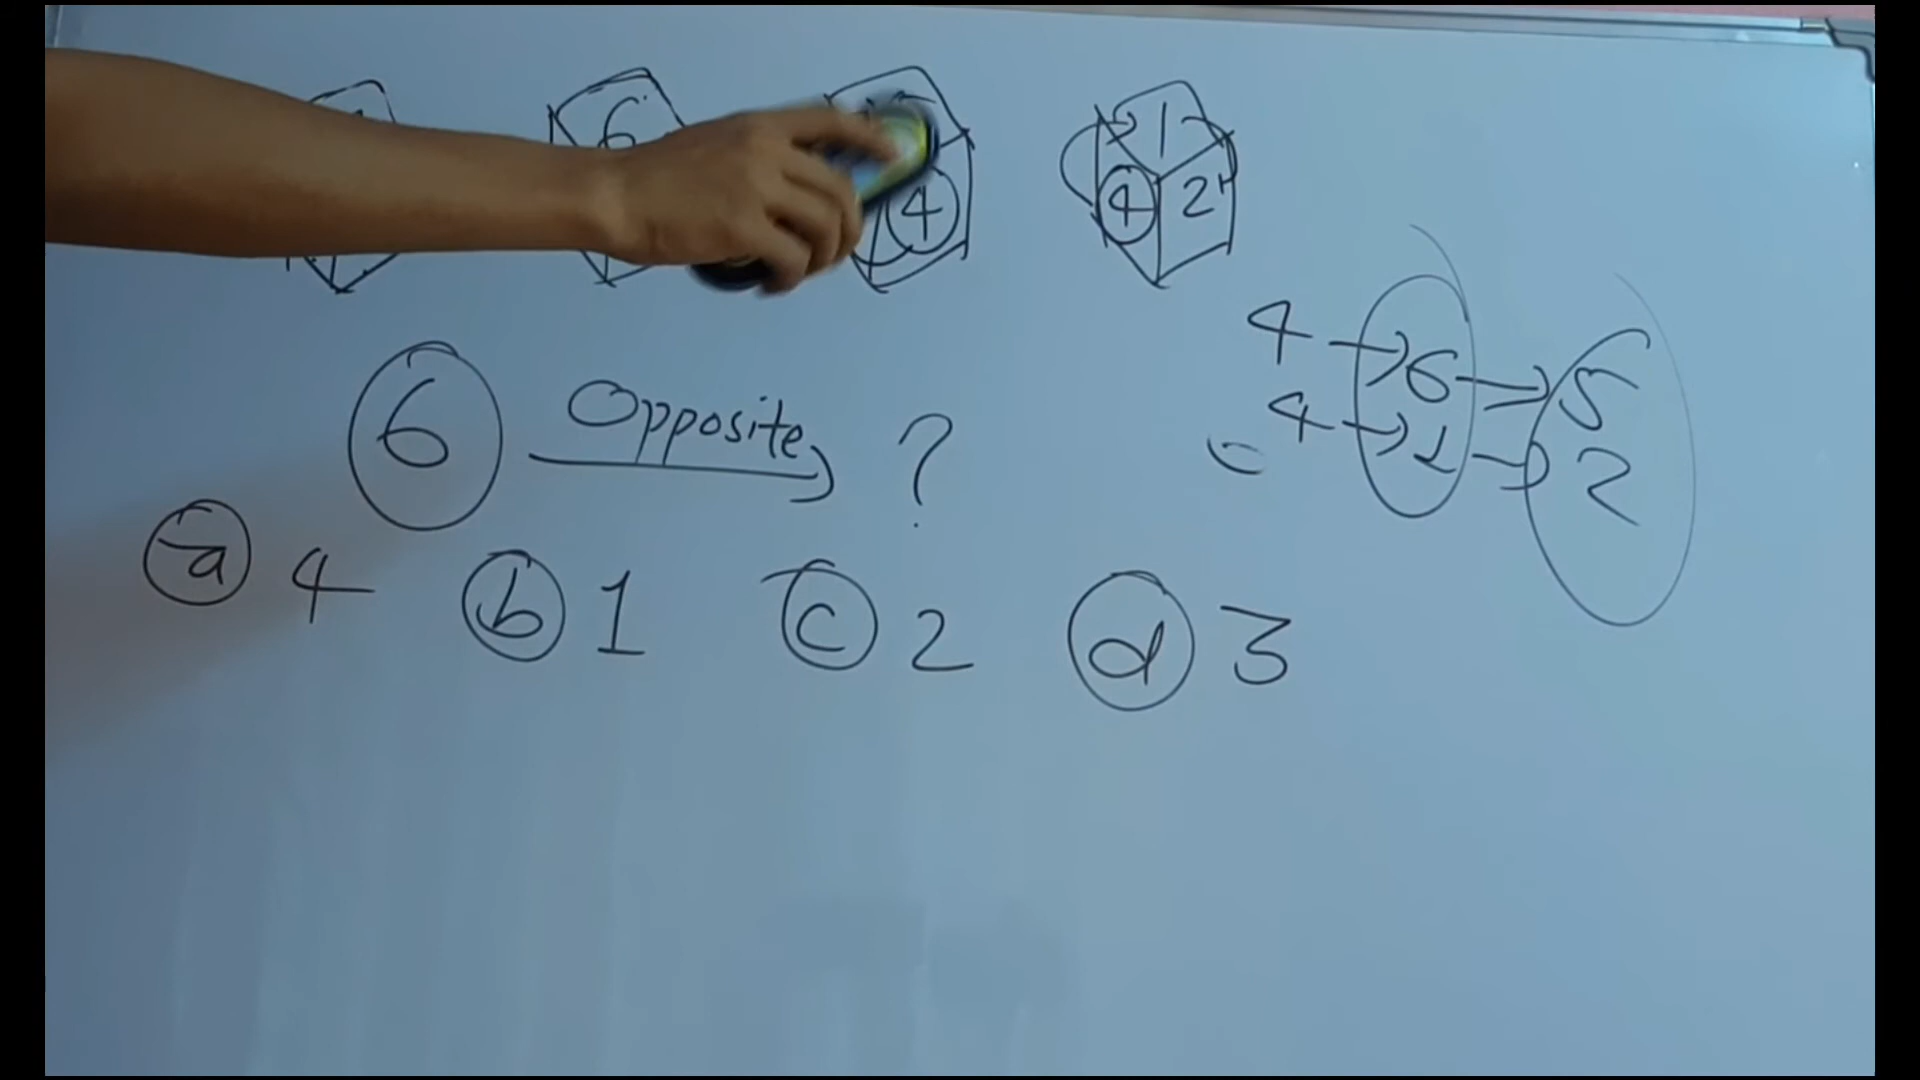 6 1
4 4 2
6 Opposite → ?
4 → 6 → 5
4 → 1 → 2
a 4 b 1 c 2 d 3